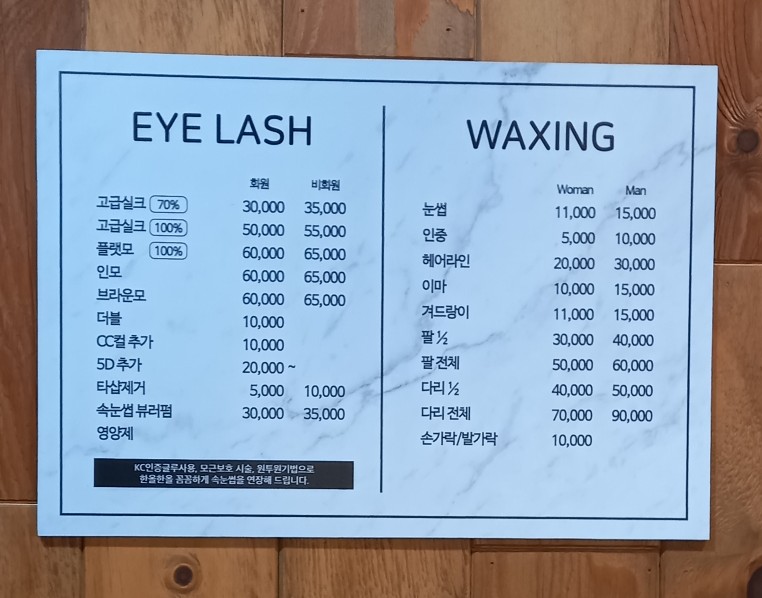 EYE LASH
회원 비회원
고급실크 70% 30,000 35,000
고급실크 100% 50,000 55,000
플랫모 100% 60,000 65,000
인모 60,000 65,000
브라운모 60,000 65,000
더블 10,000
CC컬 추가 10,000
5D 추가 20,000 ~
타샵제거 5,000 10,000
속눈썹 뷰러펌 30,000 35,000
영양제
KC인증글루사용, 모근보호 시술, 원투원기법으로
한올한올 꼼꼼하게 속눈썹을 연장해 드립니다.
WAXING
Woman Man
눈썹 11,000 15,000
인중 5,000 10,000
헤어라인 20,000 30,000
이마 10,000 15,000
겨드랑이 11,000 15,000
팔 ½ 30,000 40,000
팔 전체 50,000 60,000
다리 ½ 40,000 50,000
다리 전체 70,000 90,000
손가락/발가락 10,000